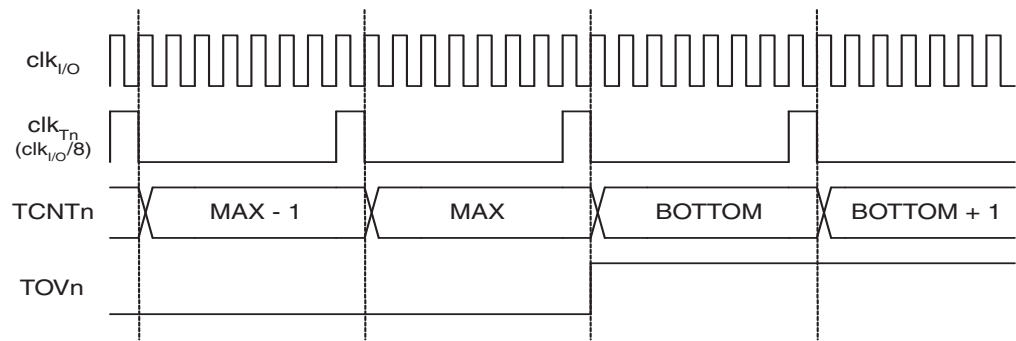 clkI/O
clkTn
(clkI/O/8)
TCNTn
MAX - 1
MAX
BOTTOM
BOTTOM + 1
TOVn